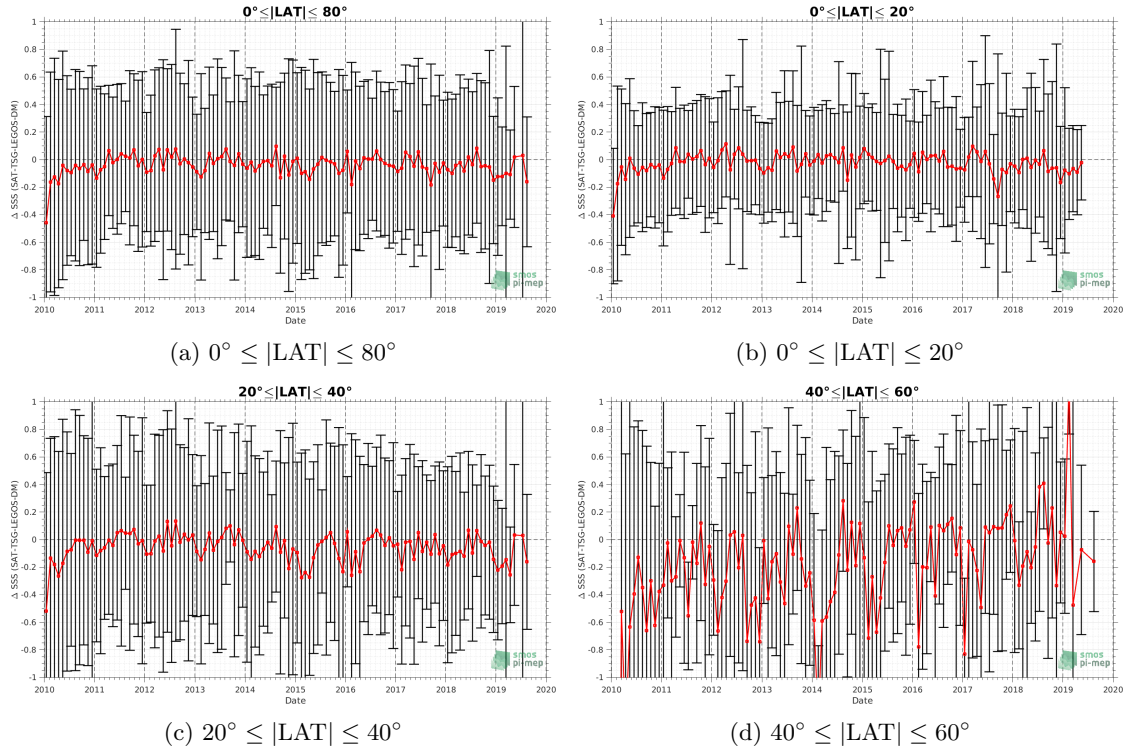 0°≤|LAT|≤ 80°
1
0.8
0.6
0.4
0.2
0
-0.2
-0.4
-0.6
-0.8
-1
Δ SSS (SAT-TSG-LEGOS-DM)
2010 2011 2012 2013 2014 2015 2016 2017 2018 2019 2020
Date
smos
pi-mep
(a) 0° ≤ |LAT| ≤ 80°
0°≤|LAT|≤ 20°
1
0.8
0.6
0.4
0.2
0
-0.2
-0.4
-0.6
-0.8
-1
Δ SSS (SAT-TSG-LEGOS-DM)
2010 2011 2012 2013 2014 2015 2016 2017 2018 2019 2020
Date
smos
pi-mep
(b) 0° ≤ |LAT| ≤ 20°
20°≤|LAT|≤ 40°
1
0.8
0.6
0.4
0.2
0
-0.2
-0.4
-0.6
-0.8
-1
Δ SSS (SAT-TSG-LEGOS-DM)
2010 2011 2012 2013 2014 2015 2016 2017 2018 2019 2020
Date
smos
pi-mep
(c) 20° ≤ |LAT| ≤ 40°
40°≤|LAT|≤ 60°
1
0.8
0.6
0.4
0.2
0
-0.2
-0.4
-0.6
-0.8
-1
Δ SSS (SAT-TSG-LEGOS-DM)
2010 2011 2012 2013 2014 2015 2016 2017 2018 2019 2020
Date
smos
pi-mep
(d) 40° ≤ |LAT| ≤ 60°